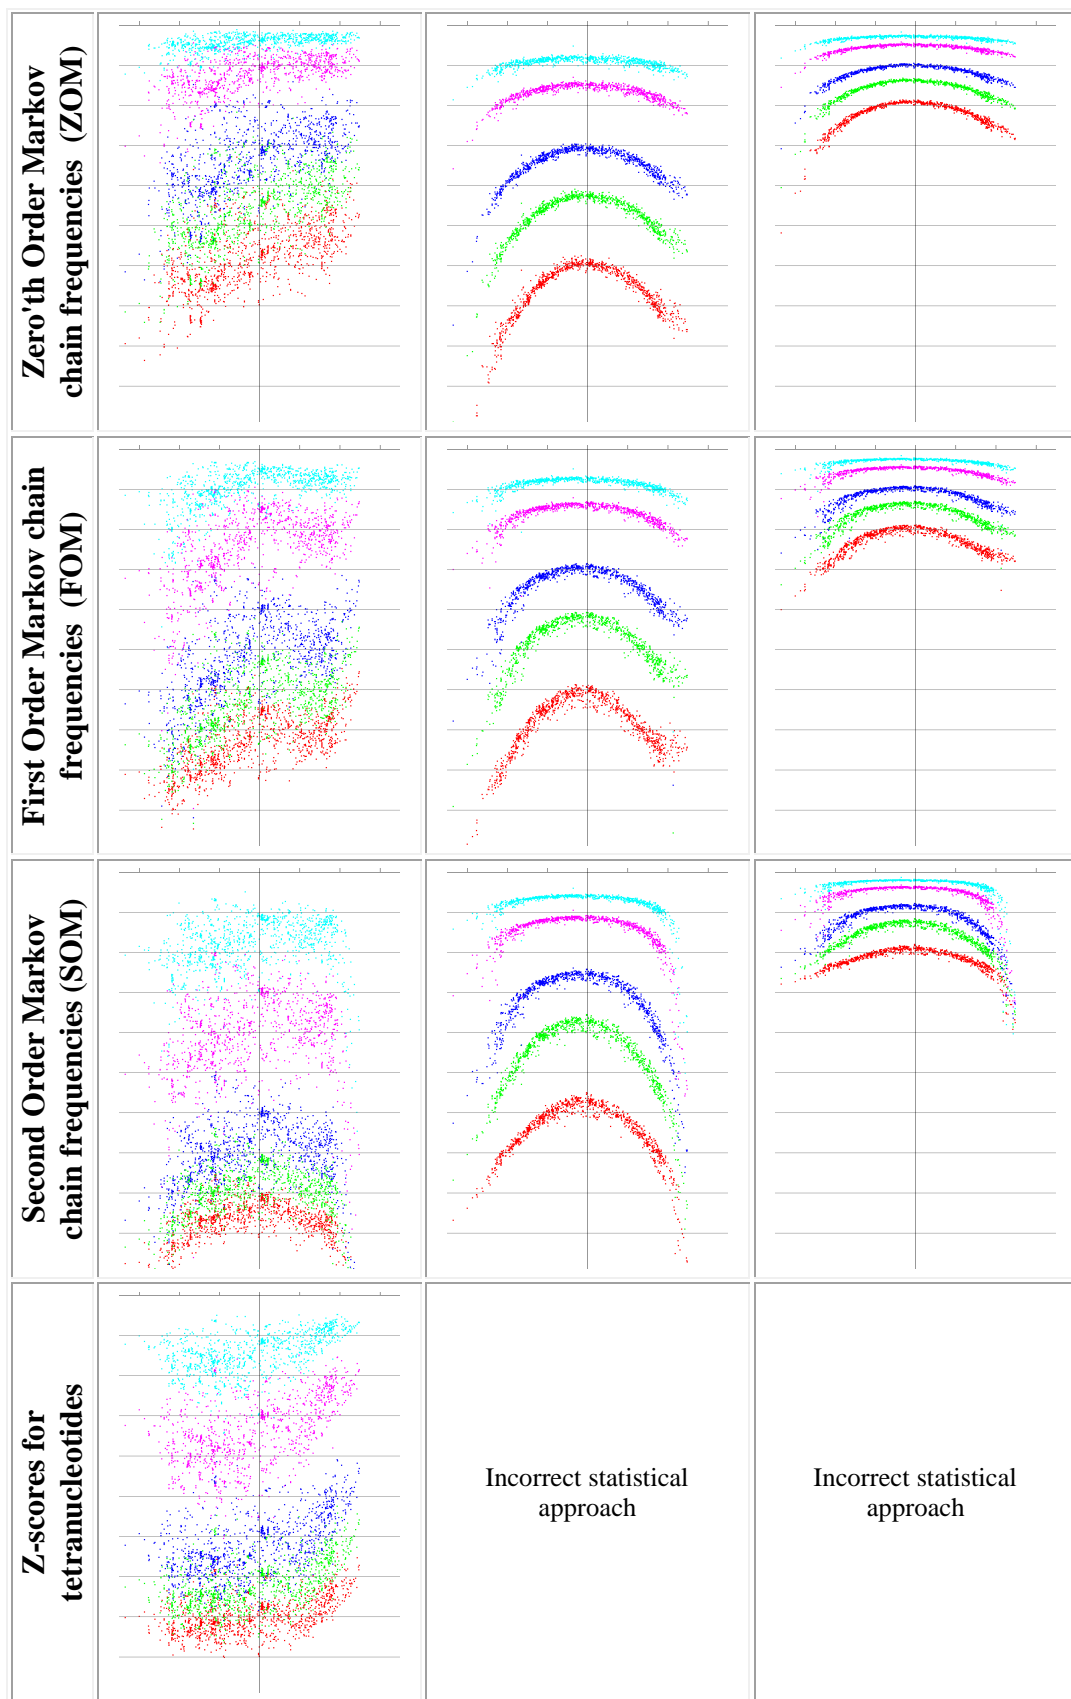 Zero'th Order Markov
chain frequencies (ZOM)
First Order Markov chain
frequencies (FOM)
Second Order Markov
chain frequencies (SOM)
Z-scores for
tetranucleotides
Incorrect statistical
approach
Incorrect statistical
approach